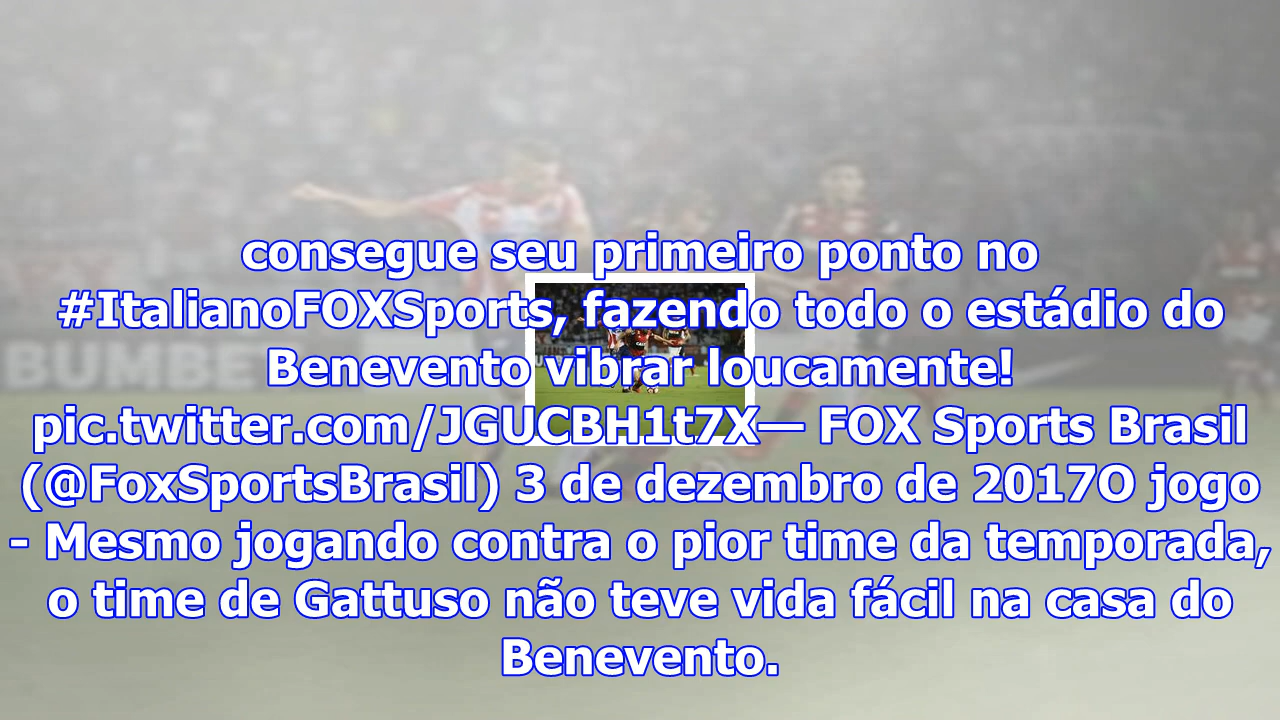 consegue seu primeiro ponto no
#ItalianoFOXSports, fazendo todo o estádio do
Benevento vibrar loucamente!
pic.twitter.com/JGUCBH1t7X— FOX Sports Brasil
(@FoxSportsBrasil) 3 de dezembro de 2017O jogo
- Mesmo jogando contra o pior time da temporada,
o time de Gattuso não teve vida fácil na casa do
Benevento.
BUMBE